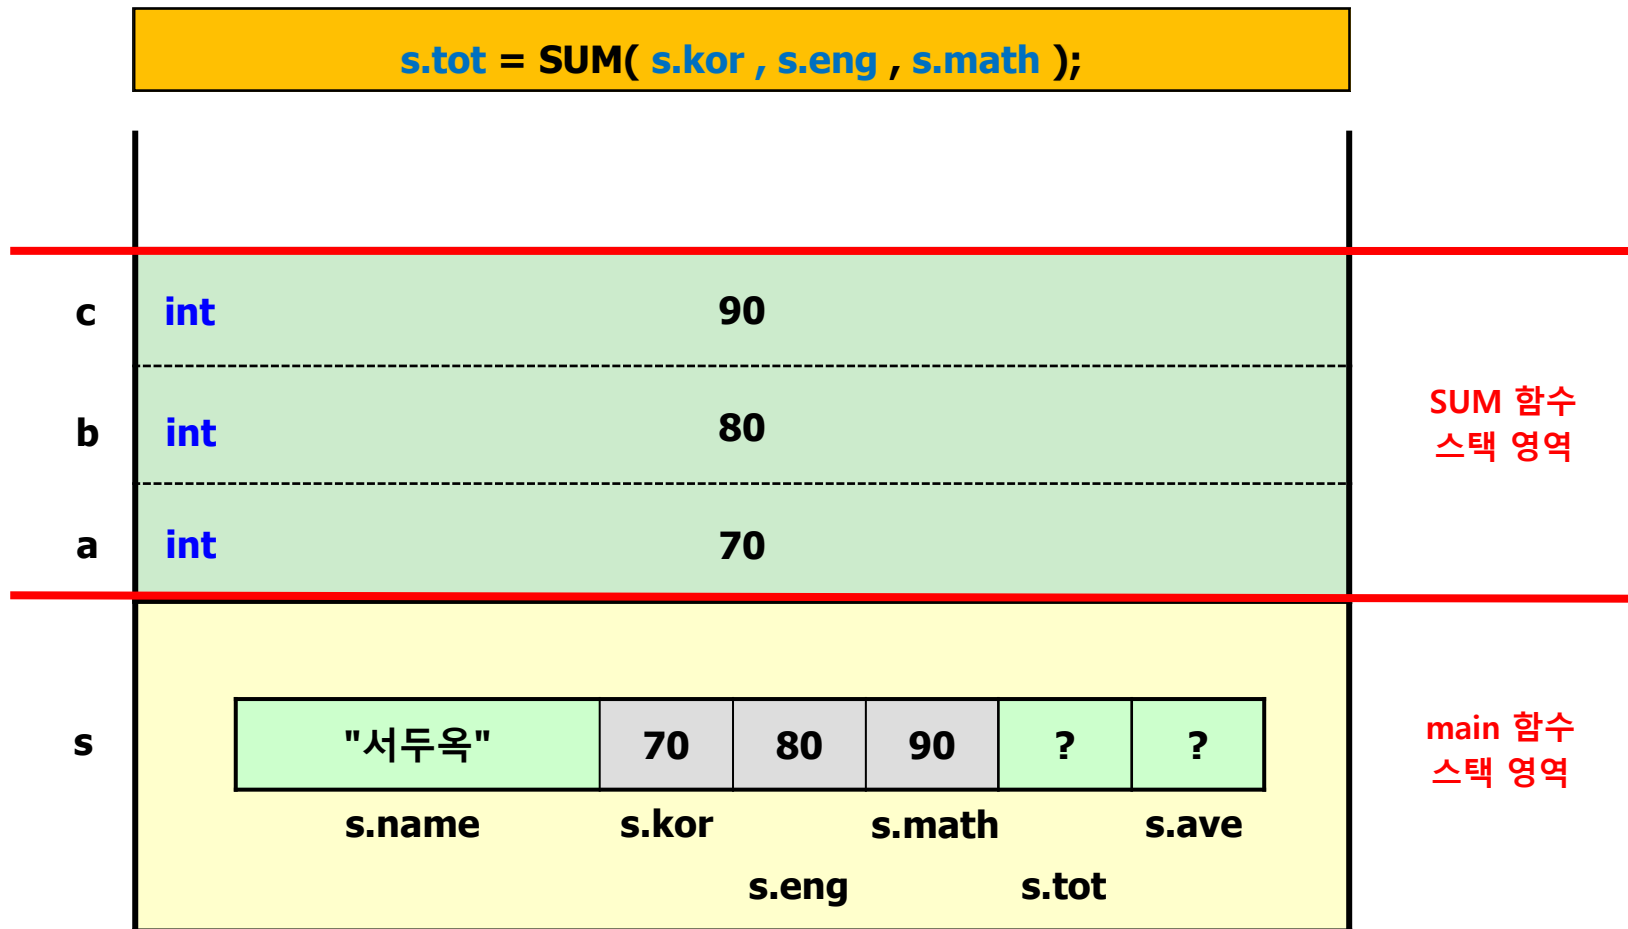 s.tot = SUM( s.kor , s.eng , s.math );
c int 90
b int 80
a int 70
SUM 함수
스택 영역
s "서두옥" 70 80 90 ? ?
s.name s.kor s.math s.ave
s.eng s.tot
main 함수
스택 영역